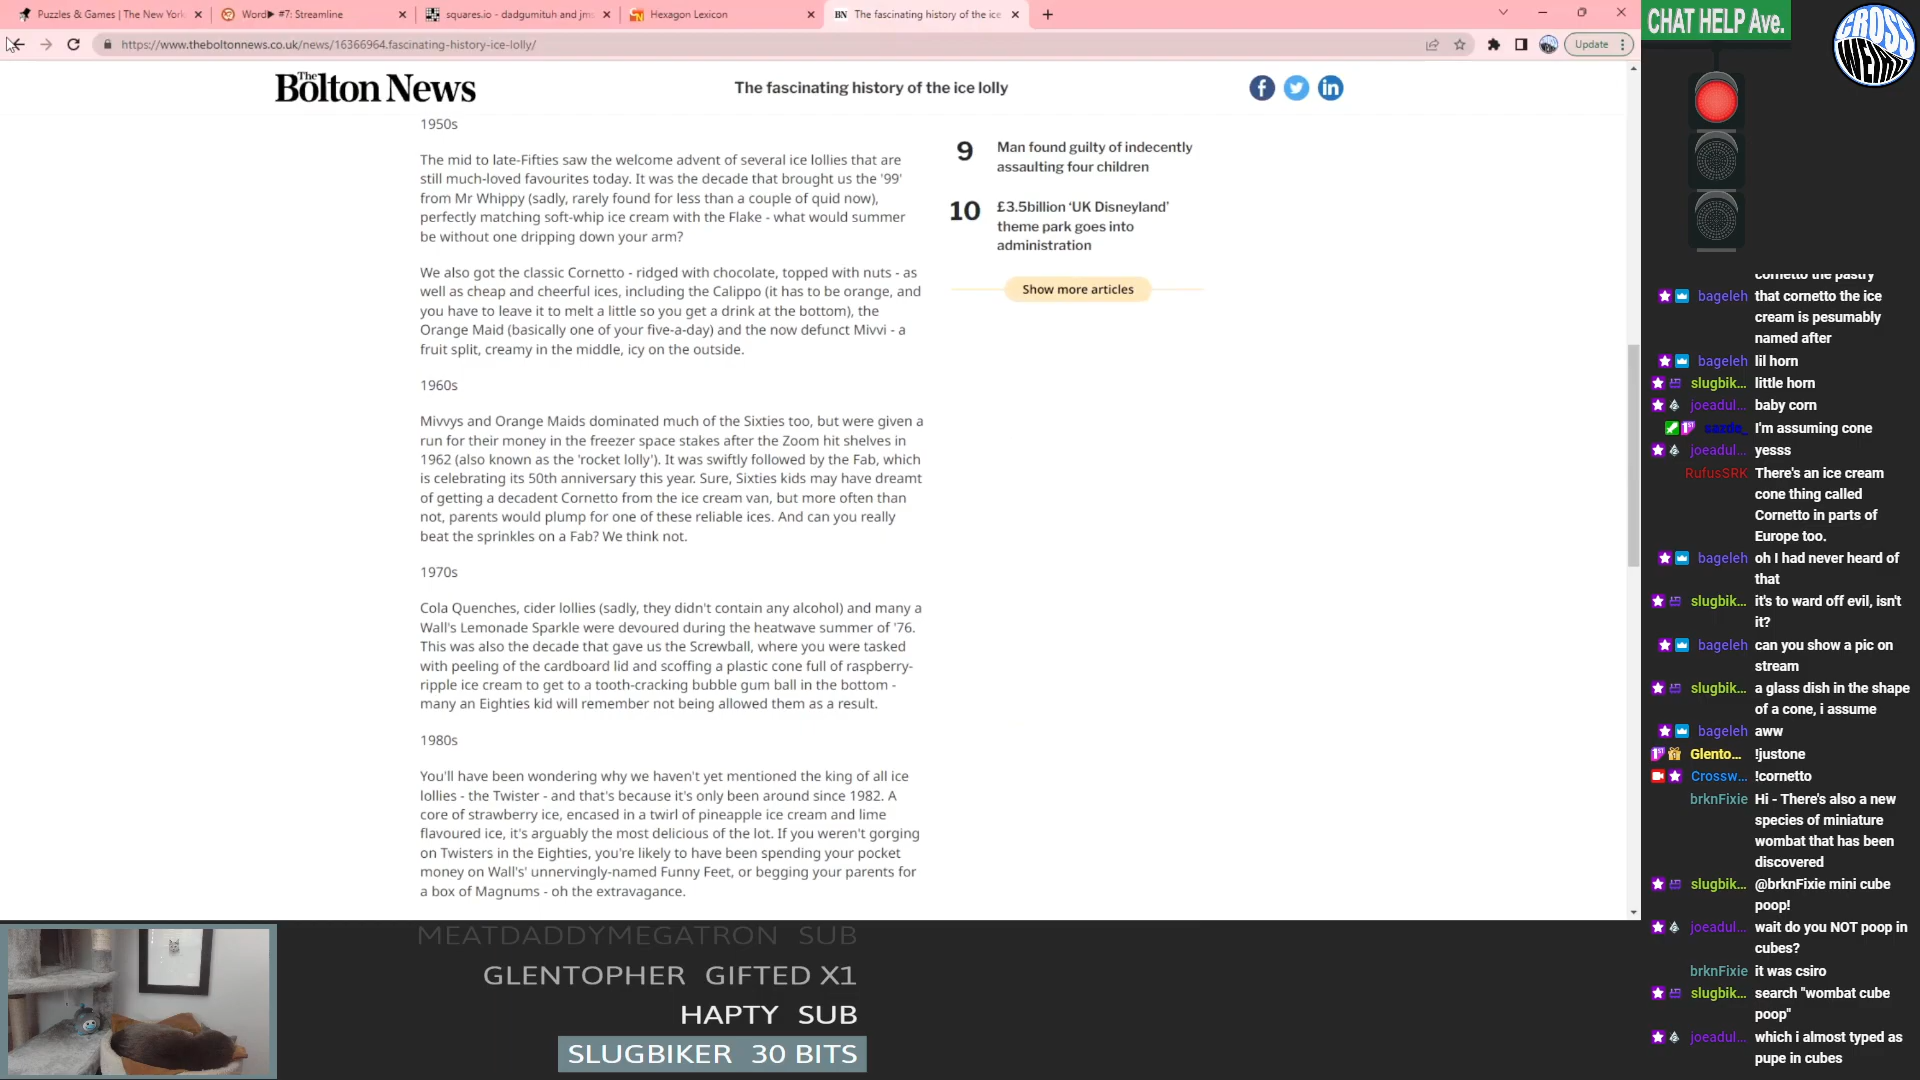 Puzzles & Games | The New York
Word▶ #7: Streamline
squares.io - dadgumituh and jm
Hexagon Lexicon
BN The fascinating history of the ice
https://www.theboltonnews.co.uk/news/16366964.fascinating-history-ice-lolly/
Update
The Bolton News
The fascinating history of the ice lolly
1950s
The mid to late-Fifties saw the welcome advent of several ice lollies that are
still much-loved favourites today. It was the decade that brought us the '99'
from Mr Whippy (sadly, rarely found for less than a couple of quid now),
perfectly matching soft-whip ice cream with the Flake - what would summer
be without one dripping down your arm?
We also got the classic Cornetto - ridged with chocolate, topped with nuts - as
well as cheap and cheerful ices, including the Calippo (it has to be orange, and
you have to leave it to melt a little so you get a drink at the bottom), the
Orange Maid (basically one of your five-a-day) and the now defunct Mivvi - a
fruit split, creamy in the middle, icy on the outside.
1960s
Mivvys and Orange Maids dominated much of the Sixties too, but were given a
run for their money in the freezer space stakes after the Zoom hit shelves in
1962 (also known as the 'rocket lolly'). It was swiftly followed by the Fab, which
is celebrating its 50th anniversary this year. Sure, Sixties kids may have dreamt
of getting a decadent Cornetto from the ice cream van, but more often than
not, parents would plump for one of these reliable ices. And can you really
beat the sprinkles on a Fab? We think not.
1970s
Cola Quenches, cider lollies (sadly, they didn't contain any alcohol) and many a
Wall's Lemonade Sparkle were devoured during the heatwave summer of '76.
This was also the decade that gave us the Screwball, where you were tasked
with peeling of the cardboard lid and scoffing a plastic cone full of raspberry-
ripple ice cream to get to a tooth-cracking bubble gum ball in the bottom -
many an Eighties kid will remember not being allowed them as a result.
1980s
You'll have been wondering why we haven't yet mentioned the king of all ice
lollies - the Twister - and that's because it's only been around since 1982. A
core of strawberry ice, encased in a twirl of pineapple ice cream and lime
flavoured ice, it's arguably the most delicious of the lot. If you weren't gorging
on Twisters in the Eighties, you're likely to have been spending your pocket
money on Wall's' unnervingly-named Funny Feet, or begging your parents for
a box of Magnums - oh the extravagance.
9 Man found guilty of indecently
assaulting four children
10 £3.5billion 'UK Disneyland'
theme park goes into
administration
Show more articles
CHAT HELP Ave.
CROSS
WEIRD
cornetto the pastry
bageleh that cornetto the ice
cream is pesumably
named after
bageleh lil horn
slugbik... little horn
joeadul... baby corn
sazde_ I'm assuming cone
joeadul... yesss
RufusSRK There's an ice cream
cone thing called
Cornetto in parts of
Europe too.
bageleh oh I had never heard of
that
slugbik... it's to ward off evil, isn't
it?
bageleh can you show a pic on
stream
slugbik... a glass dish in the shape
of a cone, i assume
bageleh aww
Glento... !justone
Crossw... !cornetto
brknFixie Hi - There's also a new
species of miniature
wombat that has been
discovered
slugbik... @brknFixie mini cube
poop!
joeadul... wait do you NOT poop in
cubes?
brknFixie it was csiro
slugbik... search "wombat cube
poop"
joeadul... which i almost typed as
pupe in cubes
MEATDADDYMEGATRON SUB
GLENTOPHER GIFTED X1
HAPTY SUB
SLUGBIKER 30 BITS